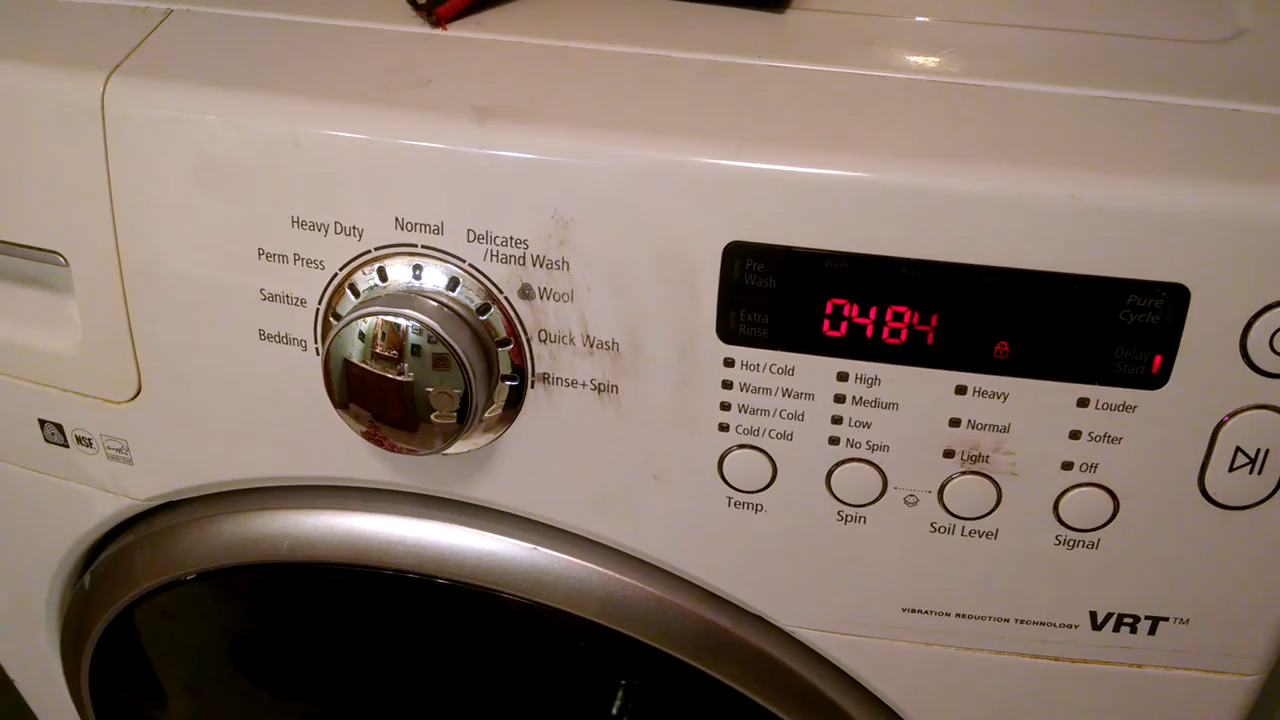 Heavy Duty
Normal
Delicates
/Hand Wash
Perm Press
Wool
Sanitize
Quick Wash
Bedding
Rinse+Spin
NSF
Pre
Wash
Wash
Extra
Rinse
0484
Pure
Cycle
Delay
Start
Hot/Cold
Warm/Warm
Warm/Cold
Cold/Cold
Temp.
High
Medium
Low
No Spin
Spin
Heavy
Normal
Light
Soil Level
Louder
Softer
Off
Signal
VIBRATION REDUCTION TECHNOLOGY VRT™